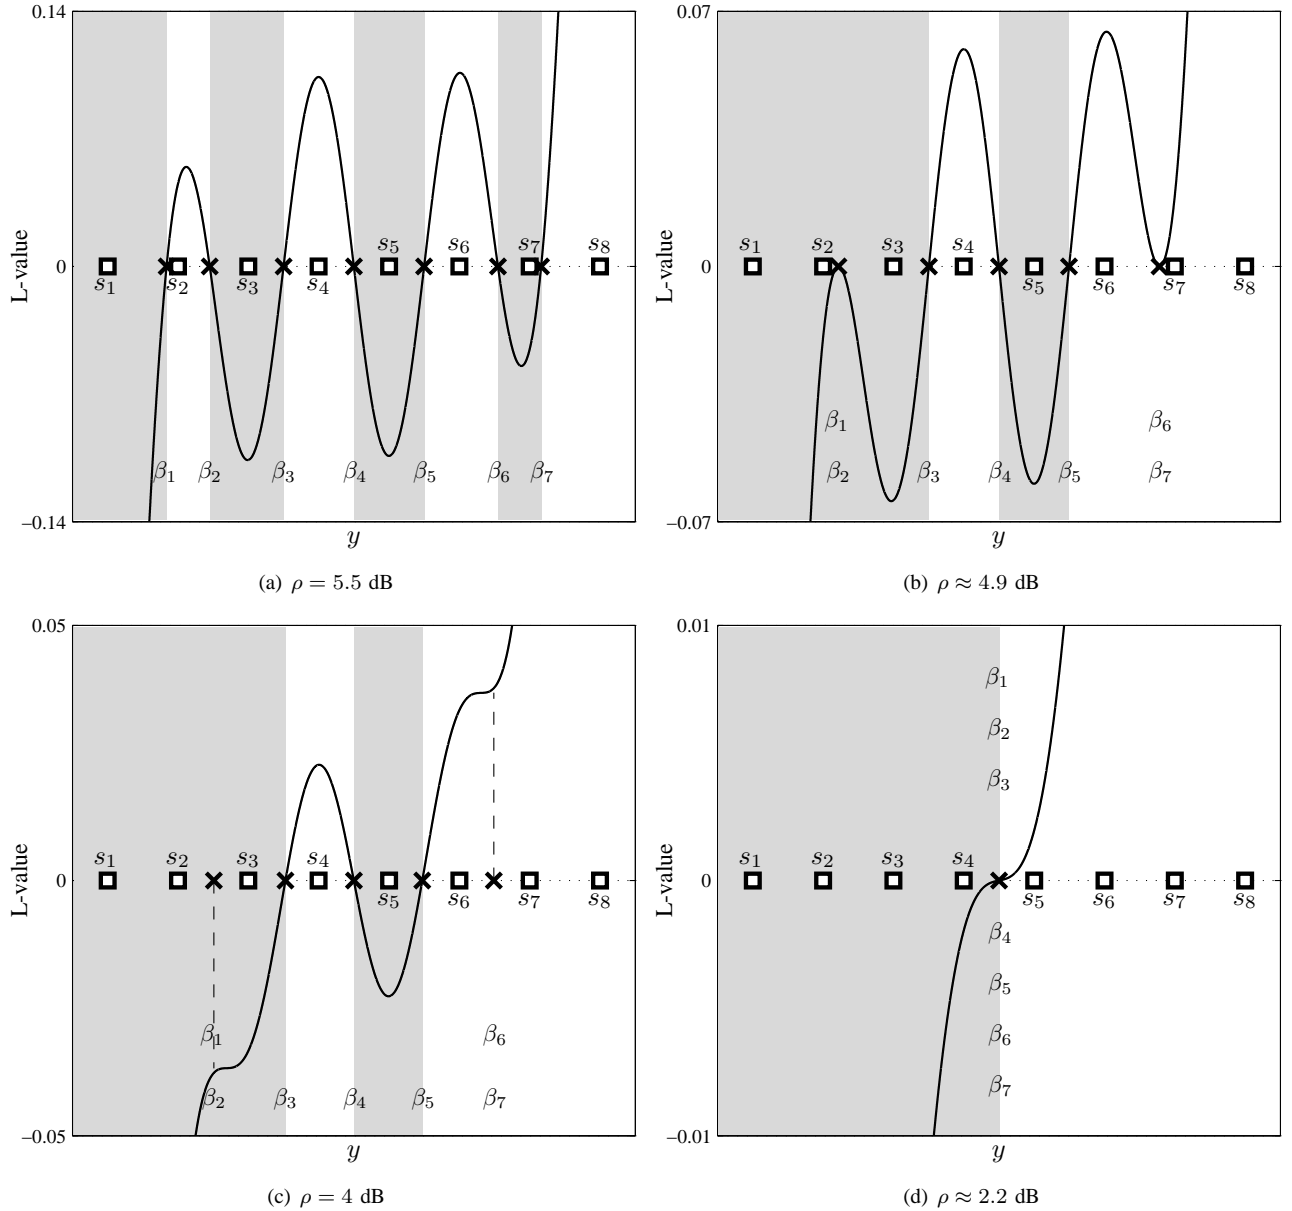 0.14
L-value
0
−0.14
s₁ s₂ s₃ s₄ s₅ s₆ s₇ s₈
β₁ β₂ β₃ β₄ β₅ β₆ β₇
y
(a) ρ = 5.5 dB
0.07
L-value
0
−0.07
s₁ s₂ s₃ s₄ s₅ s₆ s₇ s₈
β₁ β₆
β₂ β₃ β₄ β₅ β₇
y
(b) ρ ≈ 4.9 dB
0.05
L-value
0
−0.05
s₁ s₂ s₃ s₄ s₅ s₆ s₇ s₈
β₁ β₆
β₂ β₃ β₄ β₅ β₇
y
(c) ρ = 4 dB
0.01
L-value
0
−0.01
β₁
β₂
β₃
s₁ s₂ s₃ s₄ s₅ s₆ s₇ s₈
β₄
β₅
β₆
β₇
y
(d) ρ ≈ 2.2 dB